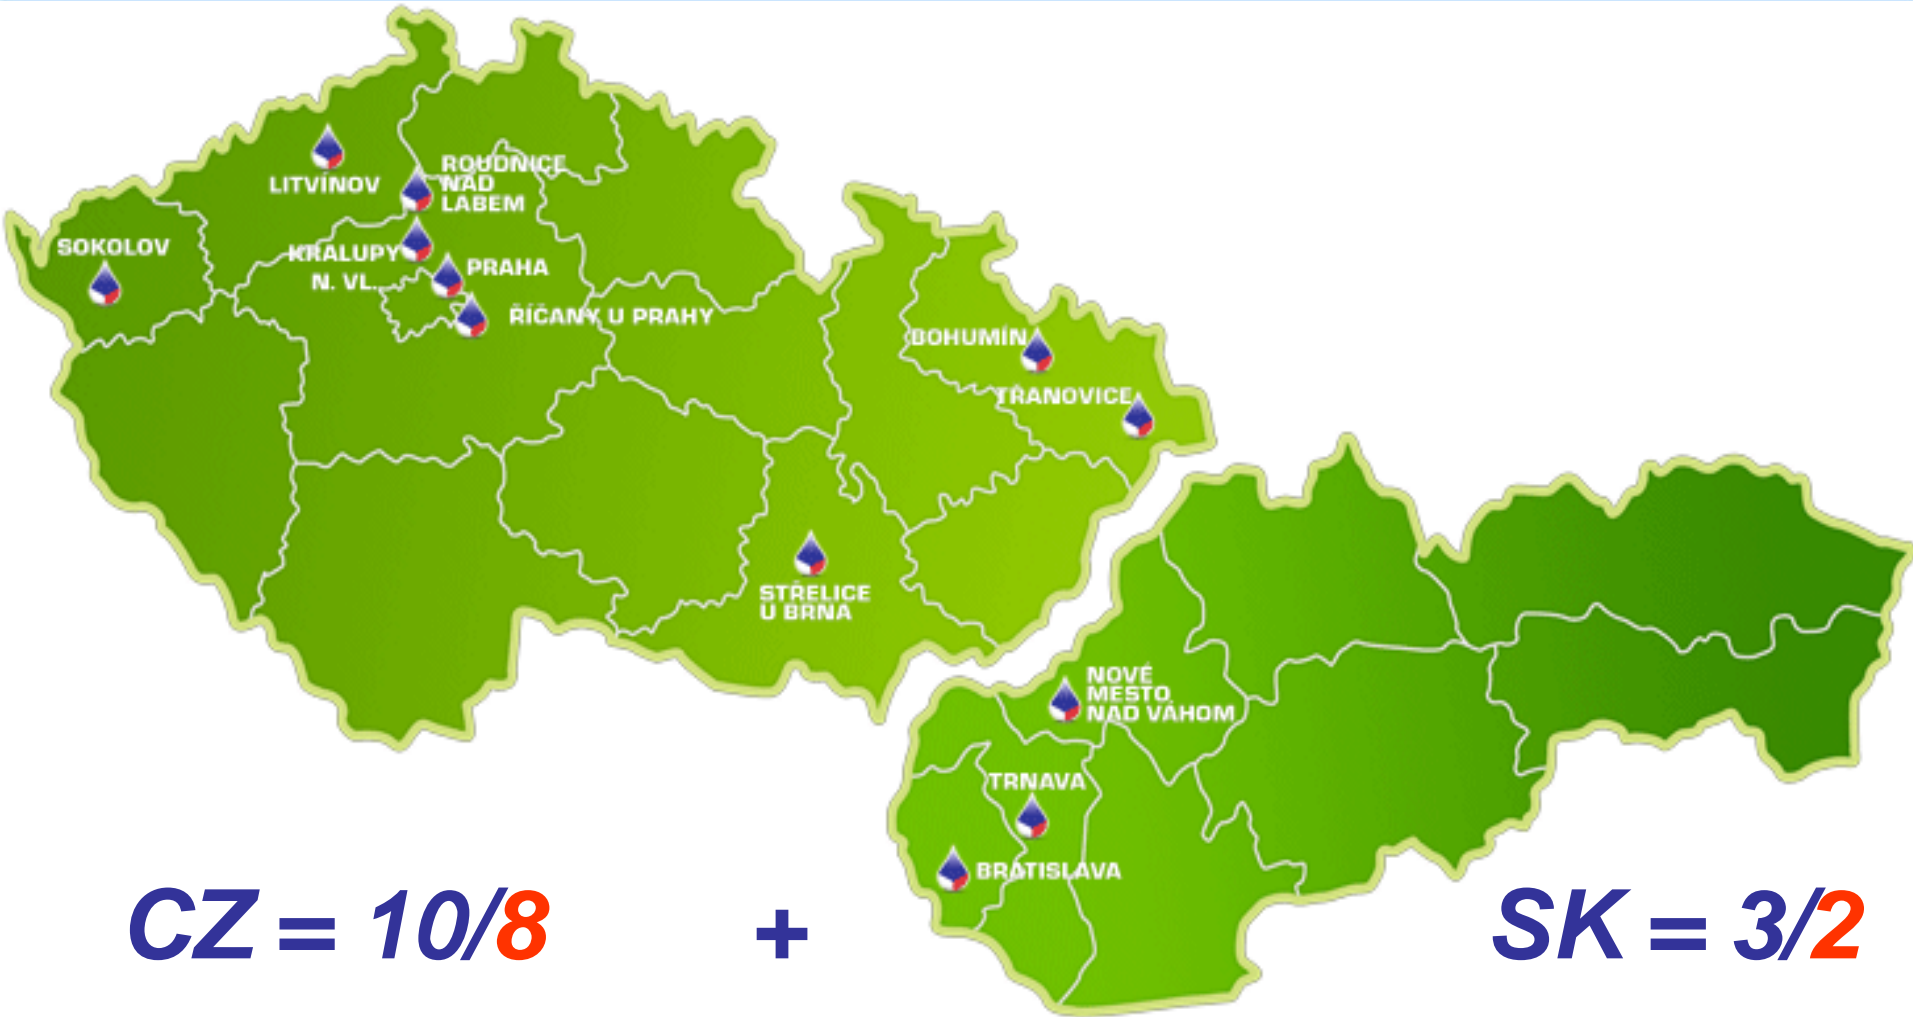 LITVÍNOV
ROUDNICE
NAD
LABEM
SOKOLOV
KRALUPY
N. VL.
PRAHA
ŘÍČANY U PRAHY
BOHUMÍN
TŘANOVICE
STŘELICE
U BRNA
NOVÉ
MESTO
NAD VÁHOM
TRNAVA
BRATISLAVA
CZ = 10/8
+
SK = 3/2